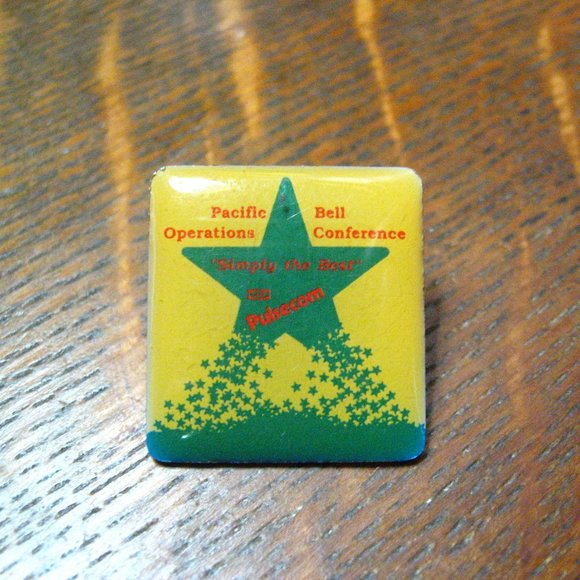 Pacific Bell
Operations Conference
"Simply the Best"
Pulsecom